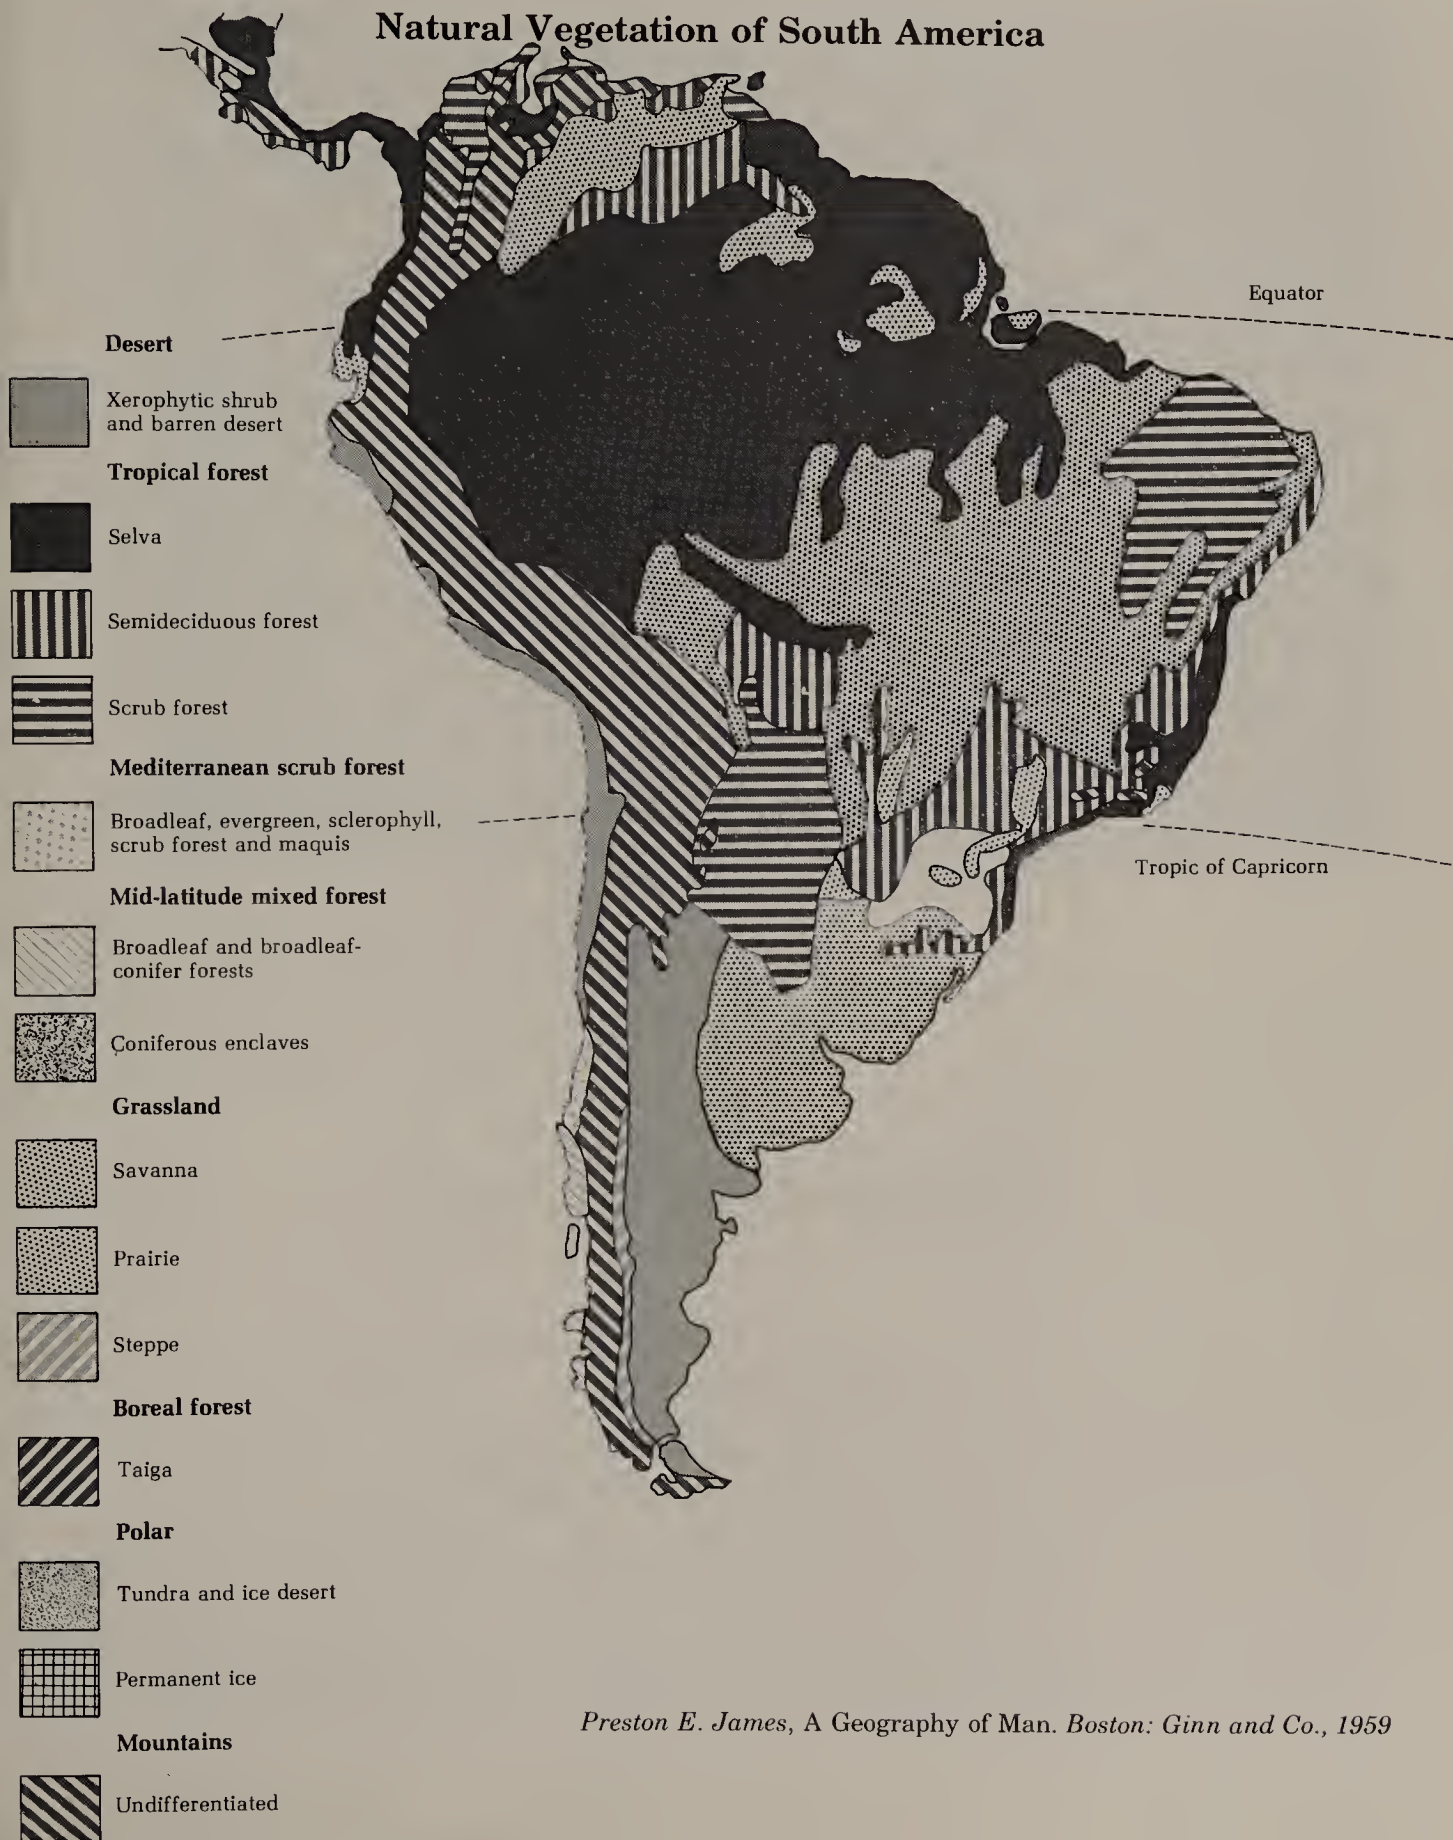 Natural Vegetation of South America
Equator
Desert
Xerophytic shrub
and barren desert
Tropical forest
Selva
Semideciduous forest
Scrub forest
Mediterranean scrub forest
Broadleaf, evergreen, sclerophyll,
scrub forest and maquis
Tropic of Capricorn
Mid-latitude mixed forest
Broadleaf and broadleaf-
conifer forests
Coniferous enclaves
Grassland
Savanna
Prairie
Steppe
Boreal forest
Taiga
Polar
Tundra and ice desert
Permanent ice
Mountains
Undifferentiated
Preston E. James, A Geography of Man. Boston: Ginn and Co., 1959